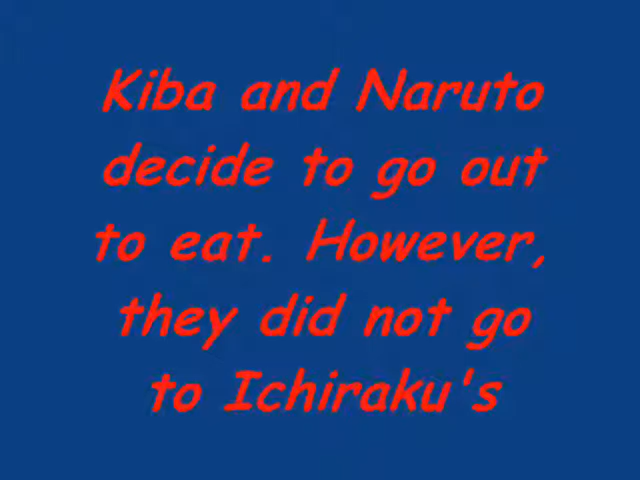 Kiba and Naruto
decide to go out
to eat. However,
they did not go
to Ichiraku's